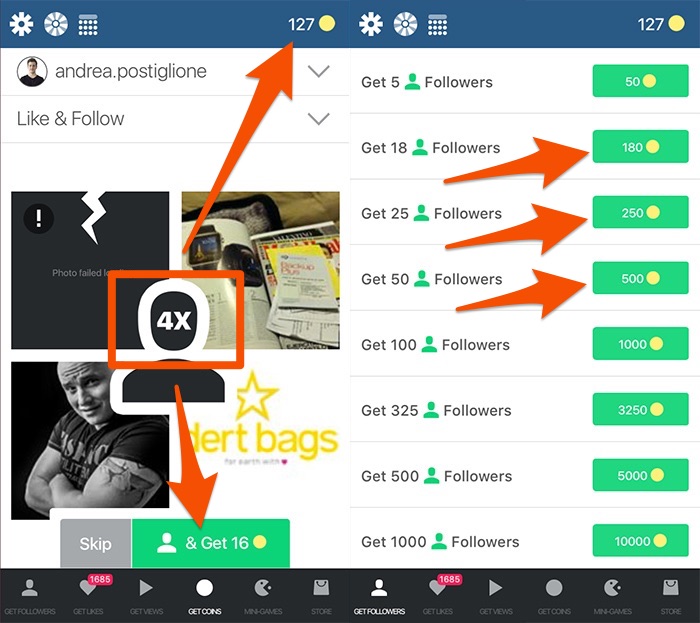 127
andrea.postiglione
Like & Follow
!
4X
dert bags
for earth with
Skip
& Get 16
1685
GET FOLLOWERS
GET LIKES
GET VIEWS
GET COINS
MINI-GAMES
STORE
127
Get 5 Followers
50
Get 18 Followers
180
Get 25 Followers
250
Get 50 Followers
500
Get 100 Followers
1000
Get 325 Followers
3250
Get 500 Followers
5000
Get 1000 Followers
10000
1685
GET FOLLOWERS
GET LIKES
GET VIEWS
GET COINS
MINI-GAMES
STORE